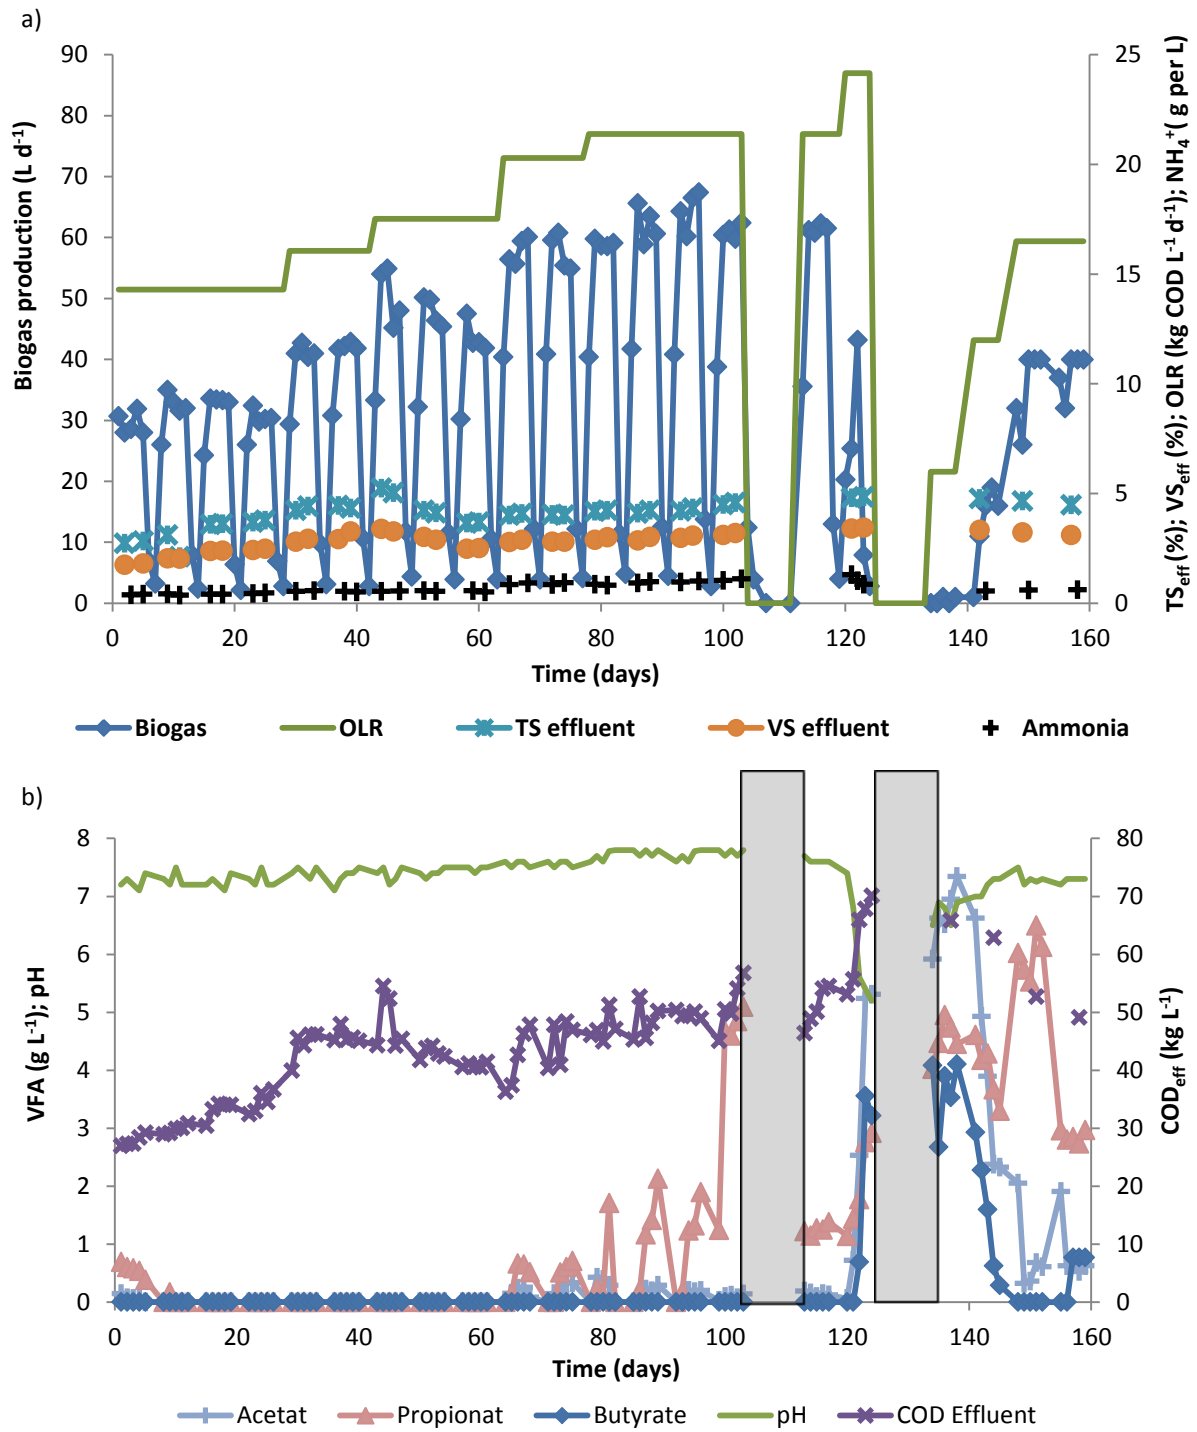 a)
90
80
70
60
50
40
30
20
10
0
Biogas production (L d⁻¹)
25
20
15
10
5
0
TS_eff (%); VS_eff (%); OLR (kg COD L⁻¹ d⁻¹); NH₄⁺( g per L)
0 20 40 60 80 100 120 140 160
Time (days)
Biogas OLR TS effluent VS effluent Ammonia
b)
8
7
6
5
4
3
2
1
0
VFA (g L⁻¹); pH
80
70
60
50
40
30
20
10
0
COD_eff (kg L⁻¹)
0 20 40 60 80 100 120 140 160
Time (days)
Acetat Propionat Butyrate pH COD Effluent